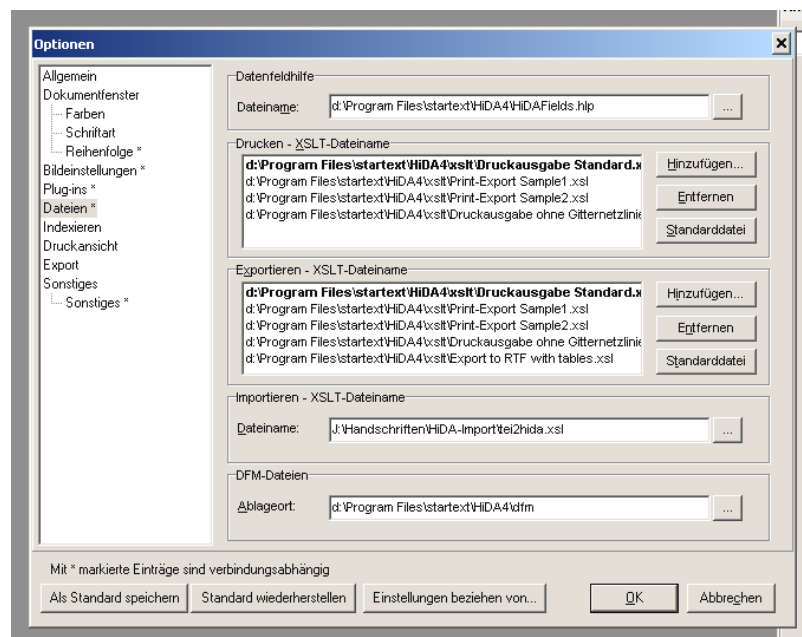 Optionen
Allgemein
Dokumentfenster
Farben
Schriftart
Reihenfolge *
Bildeinstellungen *
Plug-ins *
Dateien *
Indexieren
Druckansicht
Export
Sonstiges
Sonstiges *
Datenfeldhilfe
Dateiname: d:\Program Files\startext\HiDA4\HiDAFields.hlp ...
Drucken - XSLT-Dateiname
d:\Program Files\startext\HiDA4\xslt\Druckausgabe Standard.x
d:\Program Files\startext\HiDA4\xslt\Print-Export Sample1.xsl
d:\Program Files\startext\HiDA4\xslt\Print-Export Sample2.xsl
d:\Program Files\startext\HiDA4\xslt\Druckausgabe ohne Gitternetzlinie
Hinzufügen...
Entfernen
Standarddatei
Exportieren - XSLT-Dateiname
d:\Program Files\startext\HiDA4\xslt\Druckausgabe Standard.x
d:\Program Files\startext\HiDA4\xslt\Print-Export Sample1.xsl
d:\Program Files\startext\HiDA4\xslt\Print-Export Sample2.xsl
d:\Program Files\startext\HiDA4\xslt\Druckausgabe ohne Gitternetzlinie
d:\Program Files\startext\HiDA4\xslt\Export to RTF with tables.xsl
Hinzufügen...
Entfernen
Standarddatei
Importieren - XSLT-Dateiname
Dateiname: J:\Handschriften\HiDA-Import\tei2hida.xsl ...
DFM-Dateien
Ablageort: d:\Program Files\startext\HiDA4\dfm ...
Mit * markierte Einträge sind verbindungsabhängig
Als Standard speichern Standard wiederherstellen Einstellungen beziehen von... OK Abbrechen